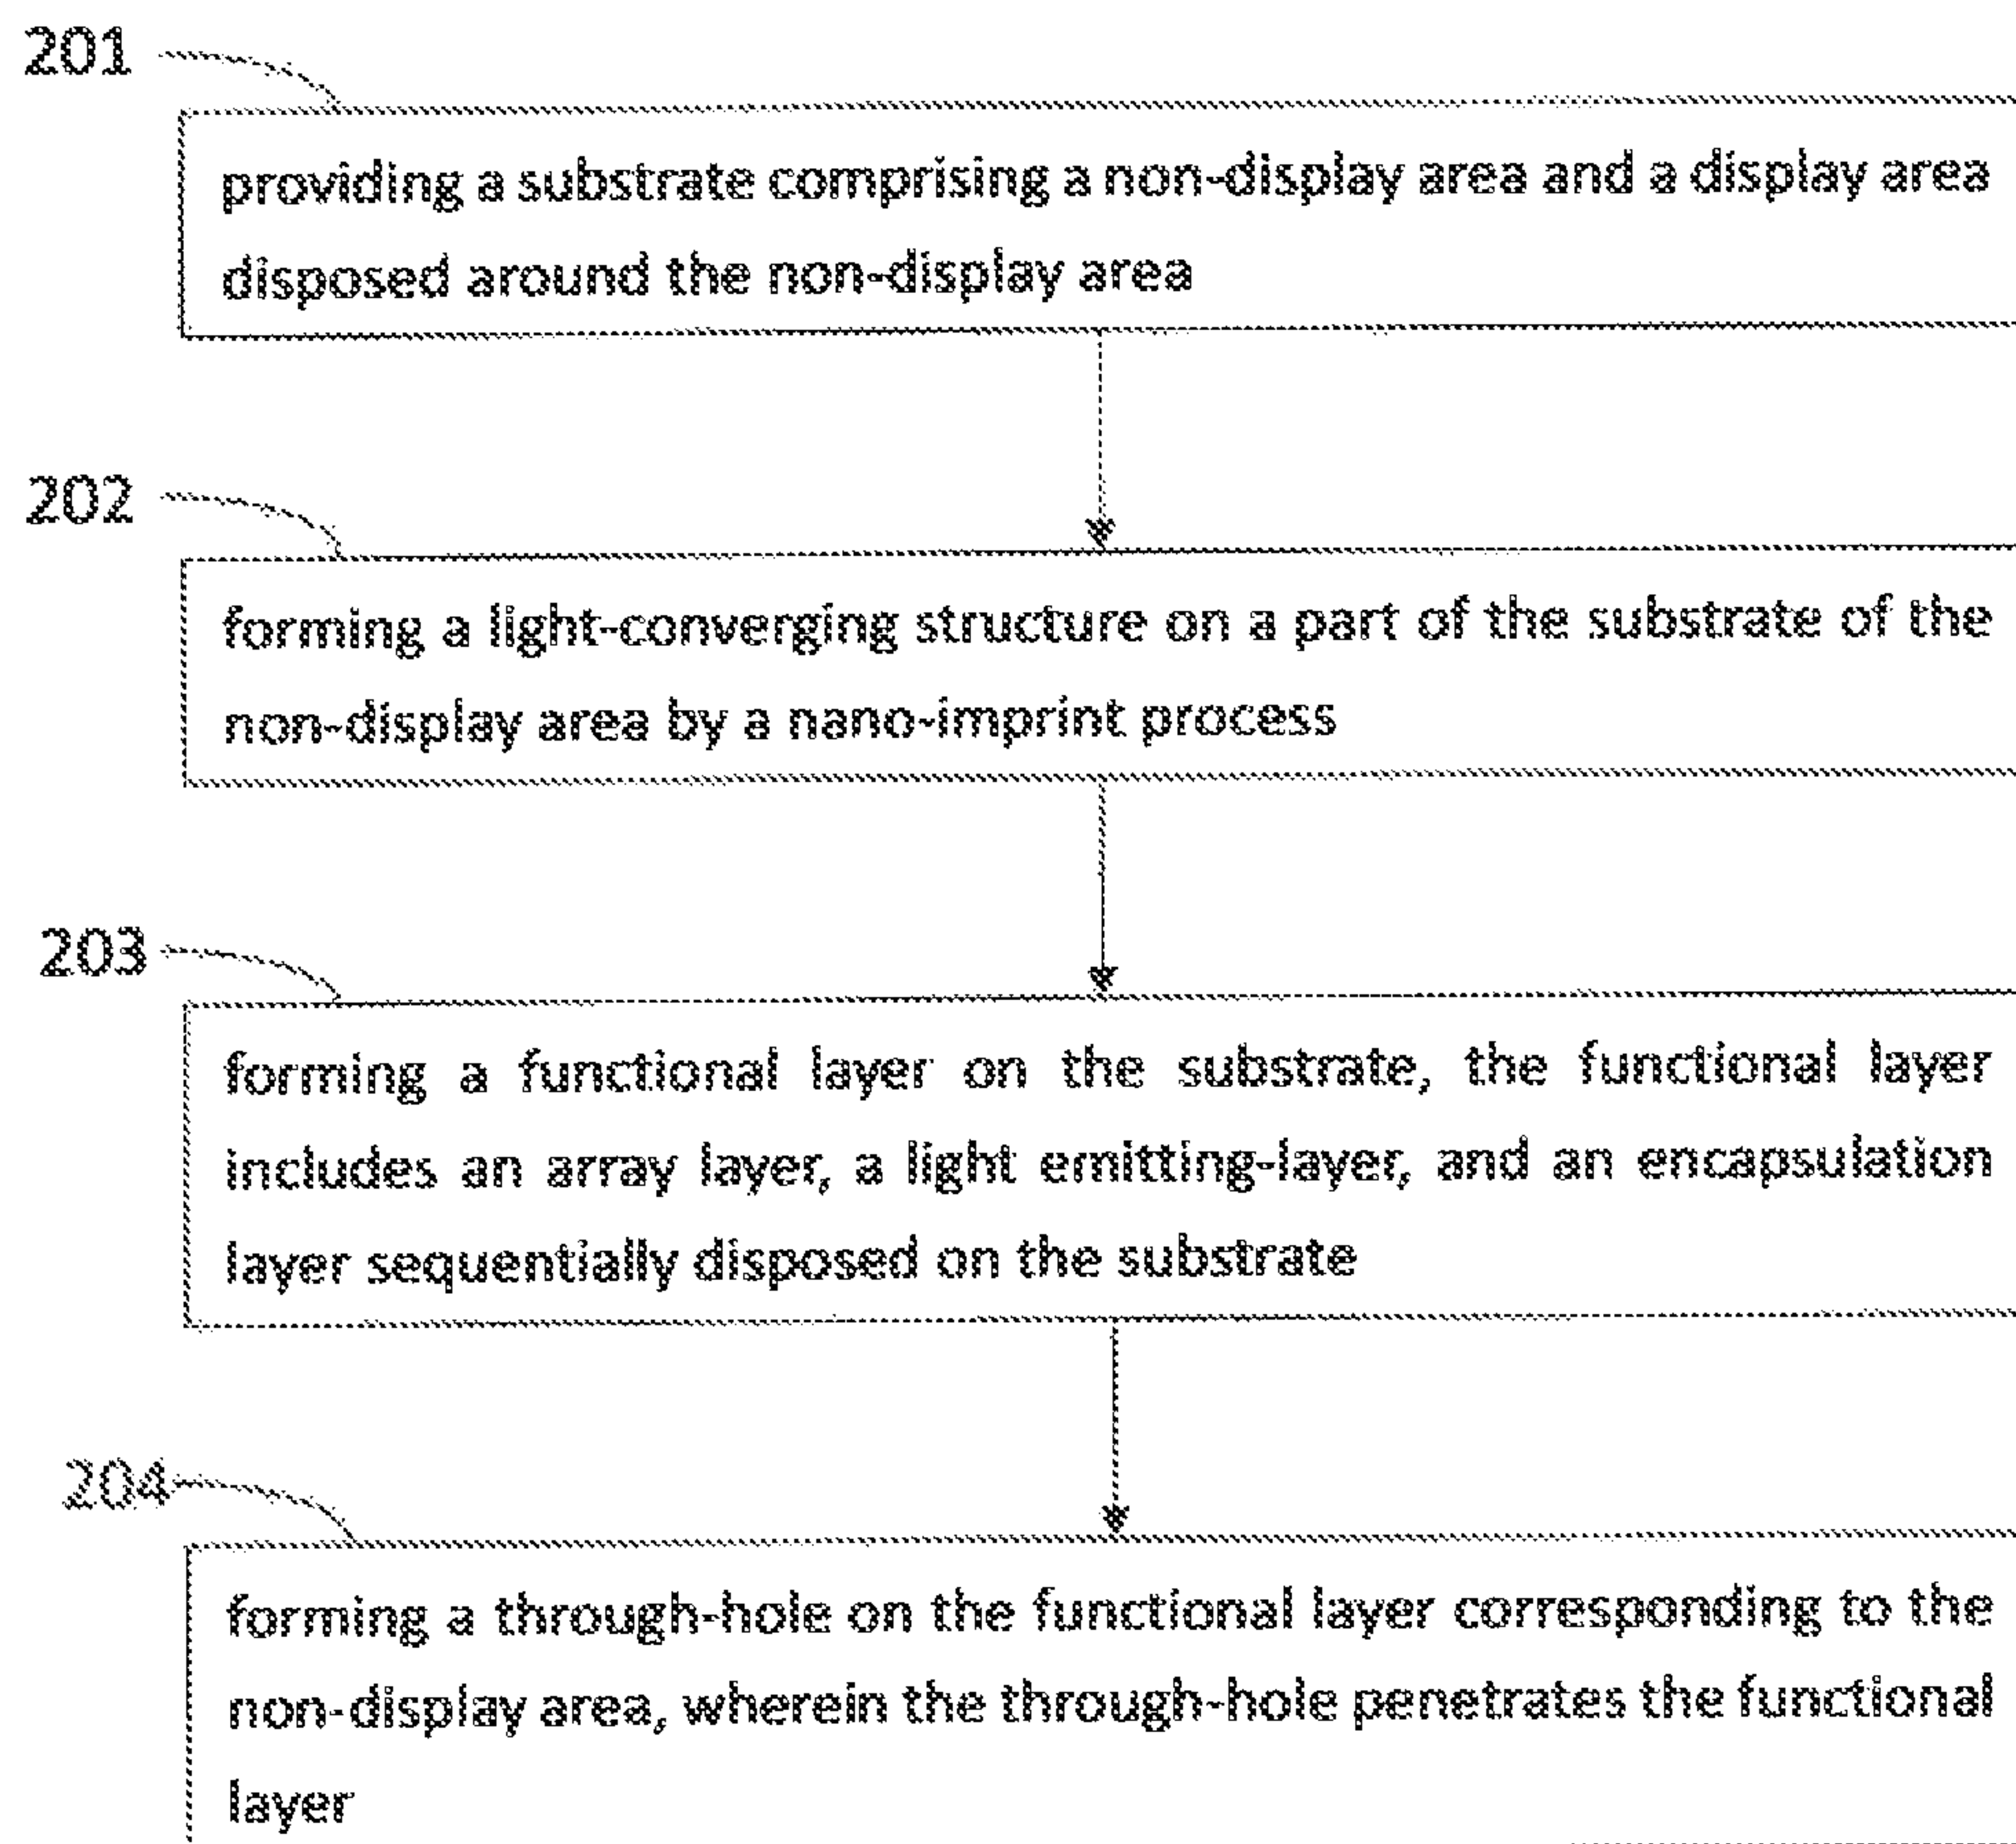 201
providing a substrate comprising a non-display area and a display area
disposed around the non-display area
202
forming a light-converging structure on a part of the substrate of the
non-display area by a nano-imprint process
203
forming a functional layer on the substrate, the functional layer
includes an array layer, a light emitting-layer, and an encapsulation
layer sequentially disposed on the substrate
204
forming a through-hole on the functional layer corresponding to the
non-display area, wherein the through-hole penetrates the functional
layer